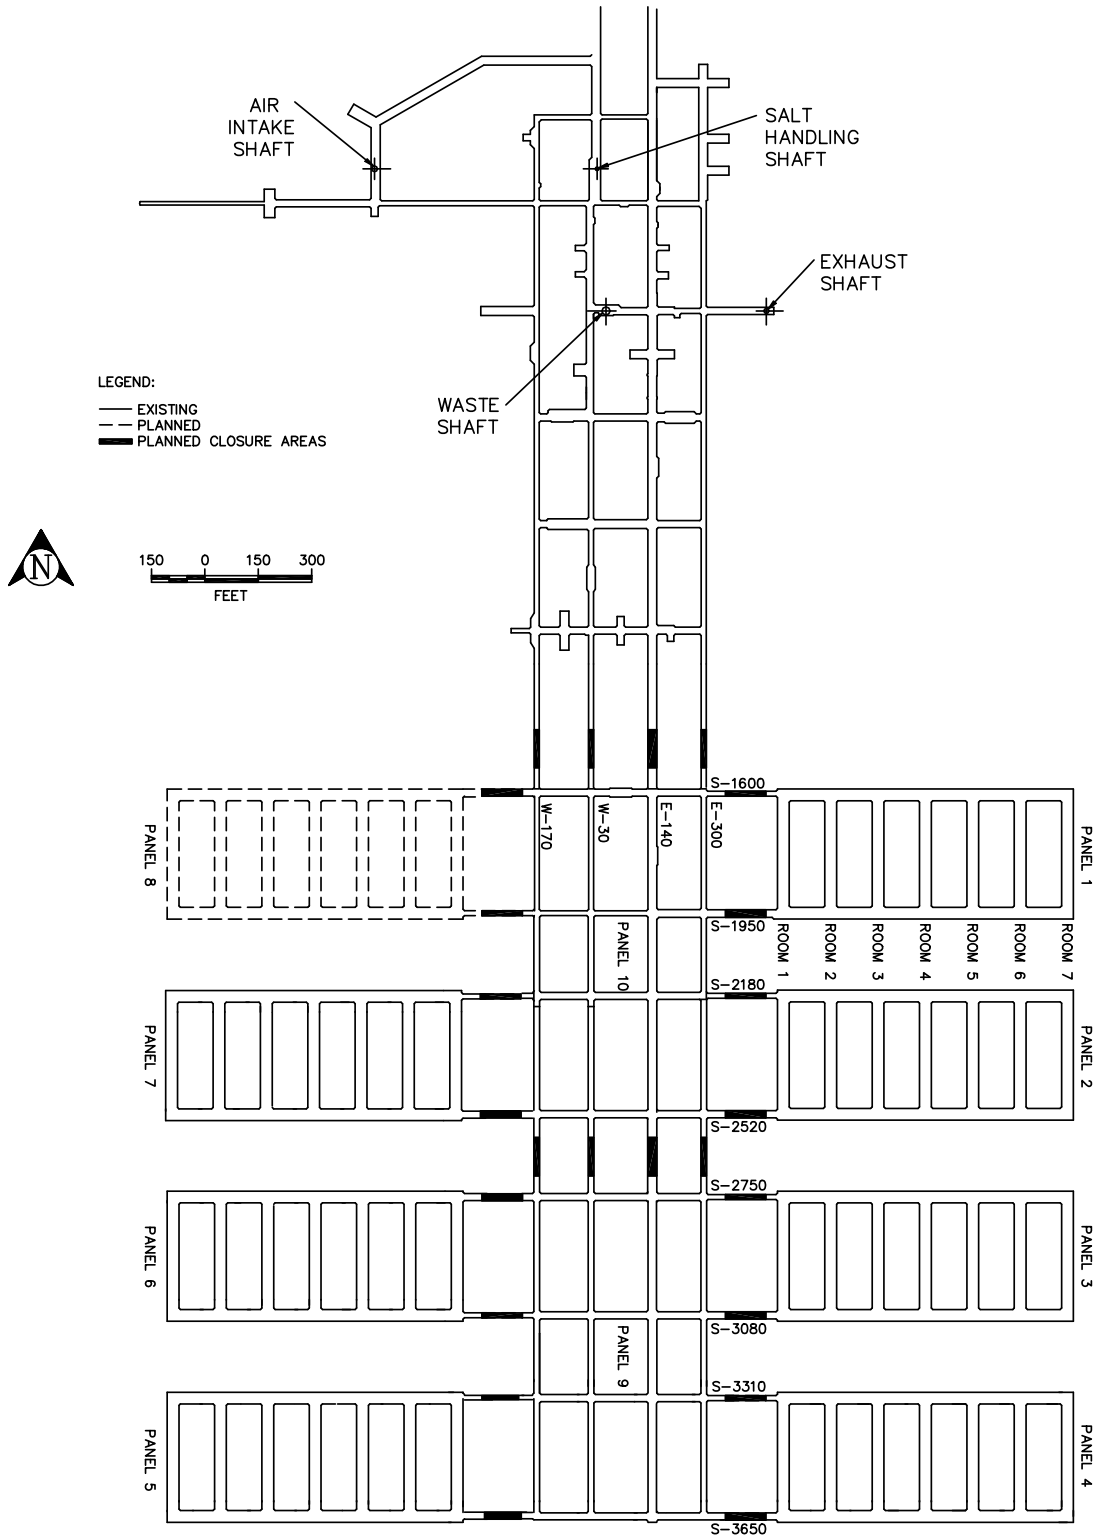 AIR
INTAKE
SHAFT
SALT
HANDLING
SHAFT
EXHAUST
SHAFT
WASTE
SHAFT
LEGEND:
EXISTING
PLANNED
PLANNED CLOSURE AREAS
N
150 0 150 300
FEET
S-1600
W-170
W-30
E-140
E-300
PANEL 8
PANEL 1
S-1950
PANEL 10
ROOM 1
ROOM 2
ROOM 3
ROOM 4
ROOM 5
ROOM 6
ROOM 7
S-2180
PANEL 7
PANEL 2
S-2520
S-2750
PANEL 6
PANEL 3
S-3080
PANEL 9
S-3310
PANEL 5
PANEL 4
S-3650